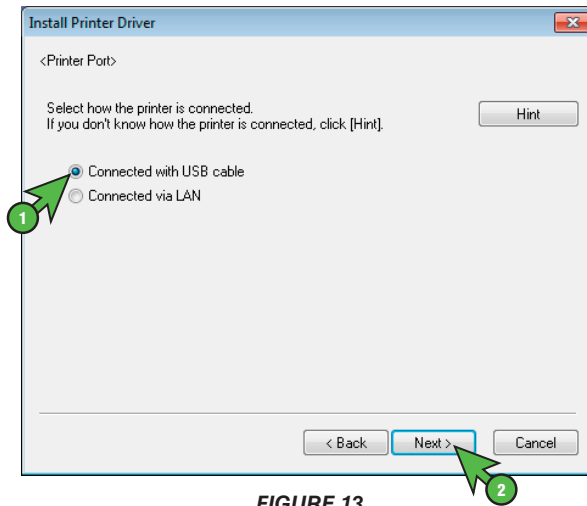 Install Printer Driver
<Printer Port>
Select how the printer is connected.
If you don't know how the printer is connected, click [Hint].
Hint
Connected with USB cable
Connected via LAN
1
< Back Next > Cancel
2
FIGURE 13